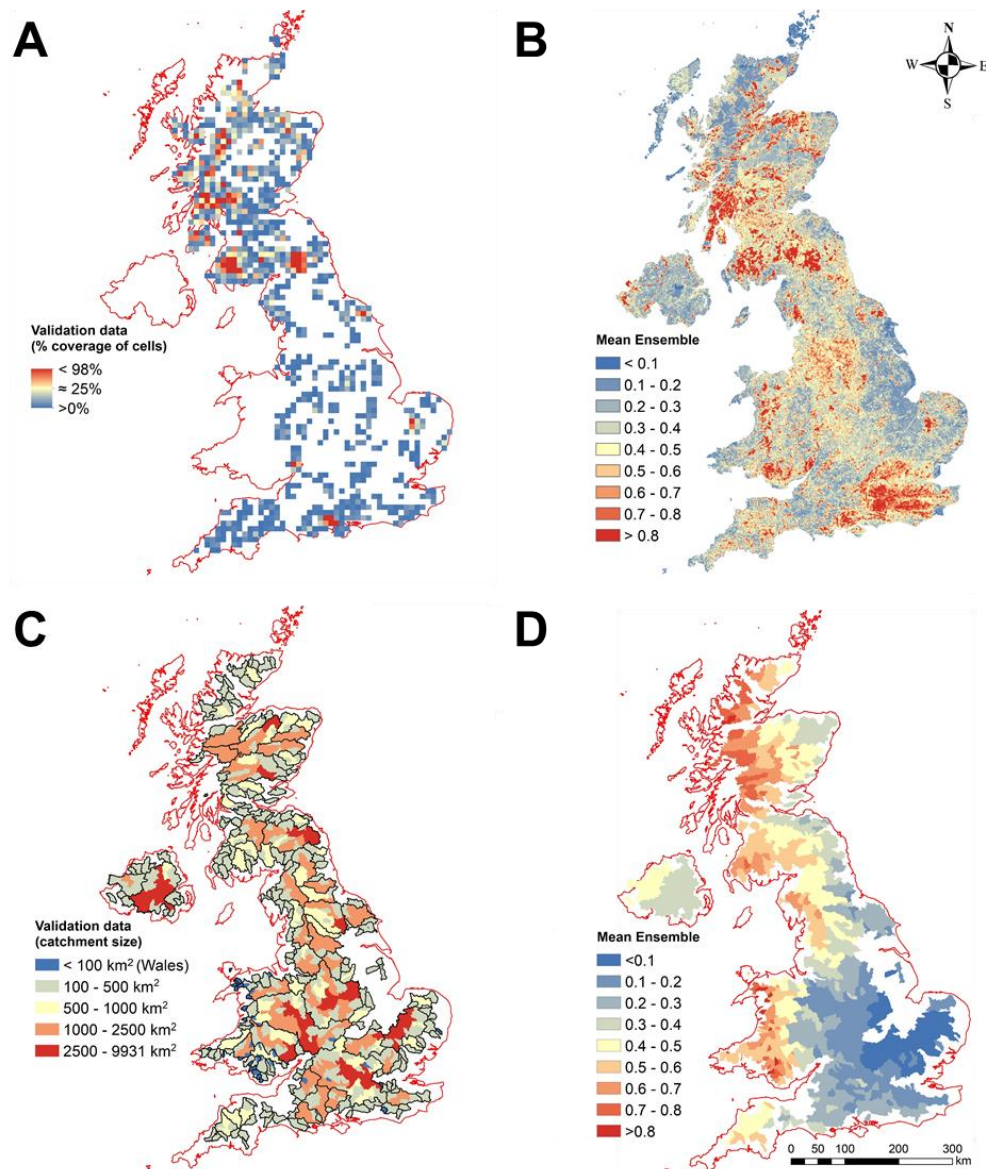 A
B
N
W E
S
Validation data
(% coverage of cells)
< 98%
≈ 25%
>0%
Mean Ensemble
< 0.1
0.1 - 0.2
0.2 - 0.3
0.3 - 0.4
0.4 - 0.5
0.5 - 0.6
0.6 - 0.7
0.7 - 0.8
> 0.8
C
D
Validation data
(catchment size)
< 100 km² (Wales)
100 - 500 km²
500 - 1000 km²
1000 - 2500 km²
2500 - 9931 km²
Mean Ensemble
<0.1
0.1 - 0.2
0.2 - 0.3
0.3 - 0.4
0.4 - 0.5
0.5 - 0.6
0.6 - 0.7
0.7 - 0.8
>0.8
0 50 100 200 300
km